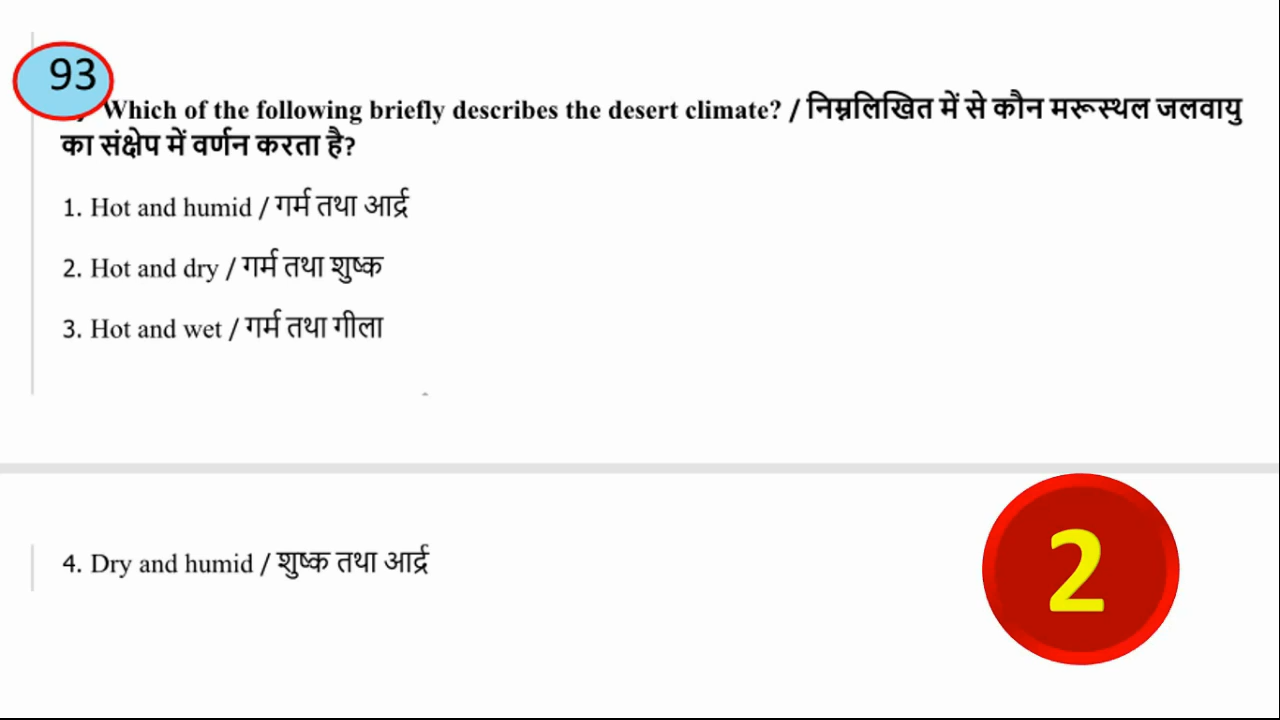 93
Which of the following briefly describes the desert climate? / निम्नलिखित में से कौन मरूस्थल जलवायु
का संक्षेप में वर्णन करता है?
1. Hot and humid / गर्म तथा आर्द्र
2. Hot and dry / गर्म तथा शुष्क
3. Hot and wet / गर्म तथा गीला
4. Dry and humid / शुष्क तथा आर्द्र
2